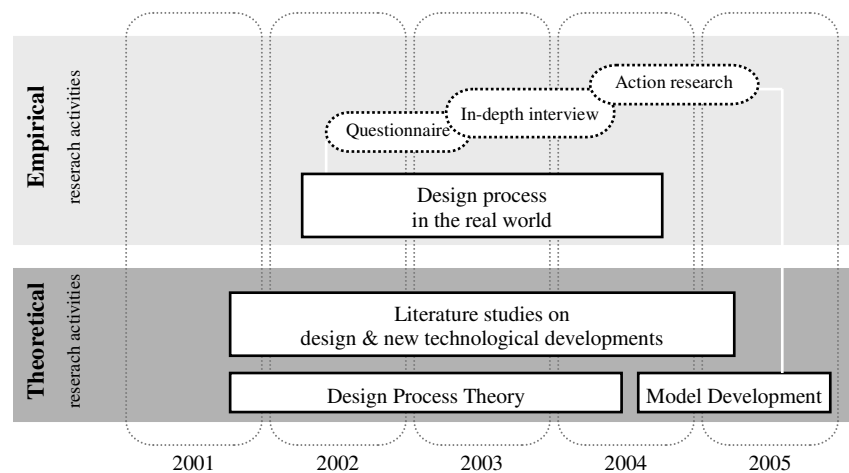 Empirical
reserach activities
Action research
In-depth interview
Questionnaire
Design process
in the real world
Theoretical
reserach activities
Literature studies on
design & new technological developments
Design Process Theory
Model Development
2001
2002
2003
2004
2005